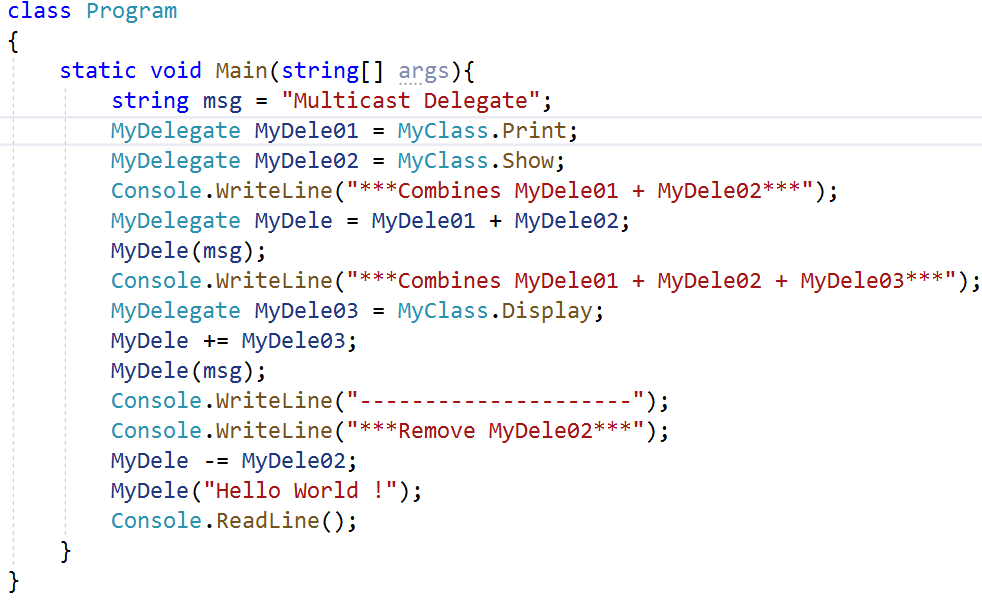 class Program
{
    static void Main(string[] args){
        string msg = "Multicast Delegate";
        MyDelegate MyDele01 = MyClass.Print;
        MyDelegate MyDele02 = MyClass.Show;
        Console.WriteLine("***Combines MyDele01 + MyDele02***");
        MyDelegate MyDele = MyDele01 + MyDele02;
        MyDele(msg);
        Console.WriteLine("***Combines MyDele01 + MyDele02 + MyDele03***");
        MyDelegate MyDele03 = MyClass.Display;
        MyDele += MyDele03;
        MyDele(msg);
        Console.WriteLine("---------------------");
        Console.WriteLine("***Remove MyDele02***");
        MyDele -= MyDele02;
        MyDele("Hello World !");
        Console.ReadLine();
    }
}